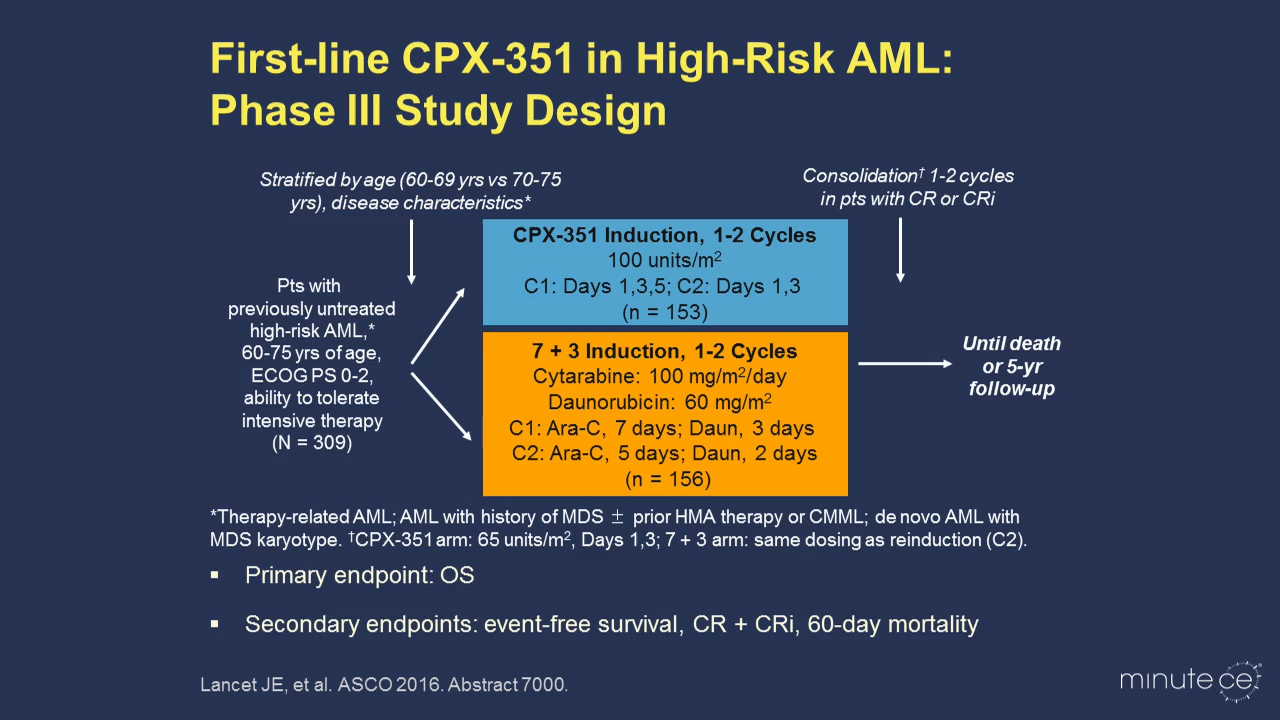 First-line CPX-351 in High-Risk AML:
Phase III Study Design
Stratified by age (60-69 yrs vs 70-75
yrs), disease characteristics*
Consolidation† 1-2 cycles
in pts with CR or CRi
Pts with
previously untreated
high-risk AML,*
60-75 yrs of age,
ECOG PS 0-2,
ability to tolerate
intensive therapy
(N = 309)
CPX-351 Induction, 1-2 Cycles
100 units/m²
C1: Days 1,3,5; C2: Days 1,3
(n = 153)
7 + 3 Induction, 1-2 Cycles
Cytarabine: 100 mg/m²/day
Daunorubicin: 60 mg/m²
C1: Ara-C, 7 days; Daun, 3 days
C2: Ara-C, 5 days; Daun, 2 days
(n = 156)
Until death
or 5-yr
follow-up
*Therapy-related AML; AML with history of MDS ± prior HMA therapy or CMML; de novo AML with
MDS karyotype. †CPX-351 arm: 65 units/m², Days 1,3; 7 + 3 arm: same dosing as reinduction (C2).
▪ Primary endpoint: OS
▪ Secondary endpoints: event-free survival, CR + CRi, 60-day mortality
Lancet JE, et al. ASCO 2016. Abstract 7000.
minute ce®